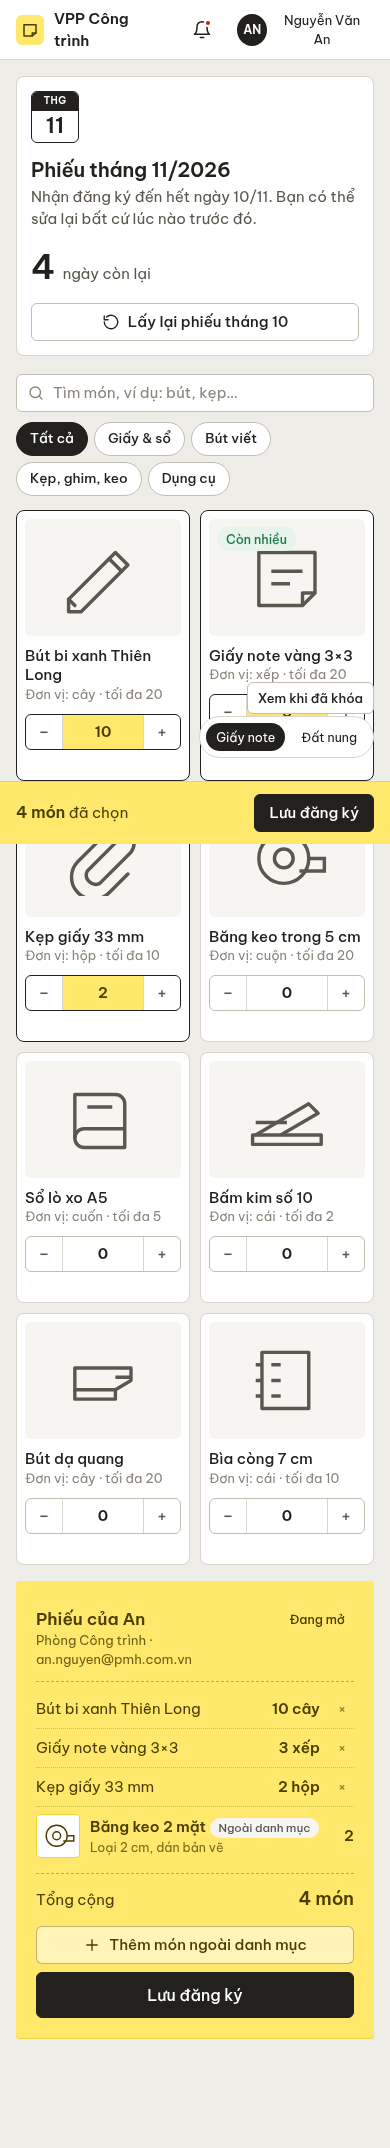 VPP Công
trình
AN
Nguyễn Văn
An
THG
11
Phiếu tháng 11/2026
Nhận đăng ký đến hết ngày 10/11. Bạn có thể
sửa lại bất cứ lúc nào trước đó.
4 ngày còn lại
Lấy lại phiếu tháng 10
Tìm món, ví dụ: bút, kẹp…
Tất cả
Giấy & sổ
Bút viết
Kẹp, ghim, keo
Dụng cụ
Bút bi xanh Thiên
Long
Đơn vị: cây · tối đa 20
− 10 +
Còn nhiều
Giấy note vàng 3×3
Đơn vị: xếp · tối đa 20
Xem khi đã khóa
Giấy note
Đất nung
4 món đã chọn
Lưu đăng ký
Kẹp giấy 33 mm
Đơn vị: hộp · tối đa 10
− 2 +
Băng keo trong 5 cm
Đơn vị: cuộn · tối đa 20
− 0 +
Sổ lò xo A5
Đơn vị: cuốn · tối đa 5
− 0 +
Bấm kim số 10
Đơn vị: cái · tối đa 2
− 0 +
Bút dạ quang
Đơn vị: cây · tối đa 20
− 0 +
Bìa còng 7 cm
Đơn vị: cái · tối đa 10
− 0 +
Phiếu của An
Đang mở
Phòng Công trình ·
an.nguyen@pmh.com.vn
Bút bi xanh Thiên Long 10 cây ×
Giấy note vàng 3×3 3 xếp ×
Kẹp giấy 33 mm 2 hộp ×
Băng keo 2 mặt Ngoài danh mục 2
Loại 2 cm, dán bản vẽ
Tổng cộng 4 món
+ Thêm món ngoài danh mục
Lưu đăng ký